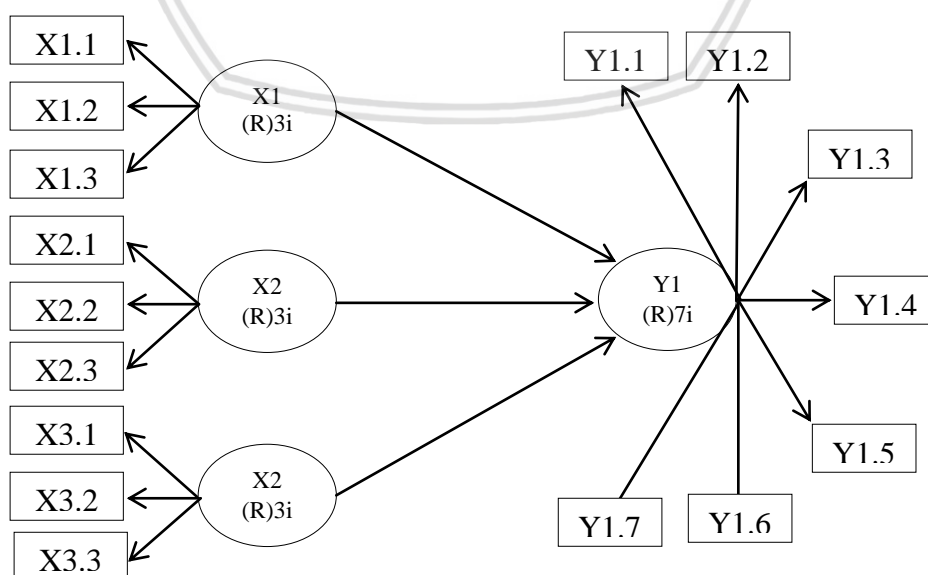 X1.1
X1.2
X1.3
X2.1
X2.2
X2.3
X3.1
X3.2
X3.3
X1
(R)3i
X2
(R)3i
X2
(R)3i
Y1
(R)7i
Y1.1
Y1.2
Y1.3
Y1.4
Y1.5
Y1.6
Y1.7